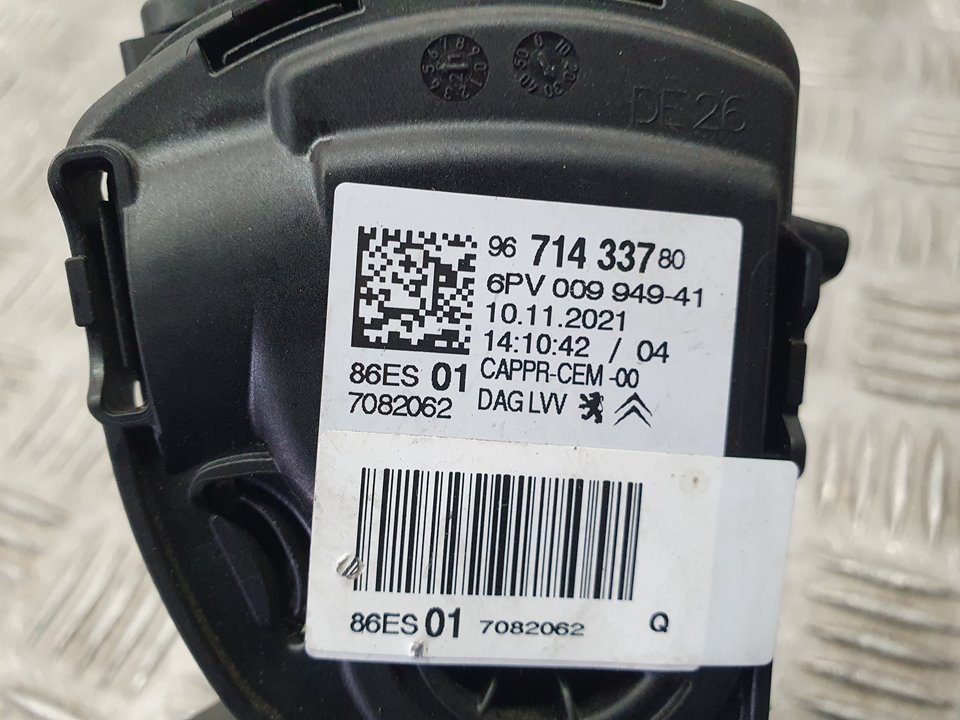 DE 26
96 714 337 80
6PV 009 949-41
10.11.2021
14:10:42 / 04
86ES 01 CAPPR-CEM -00
7082062 DAG LVV
86ES 01 7082062 Q